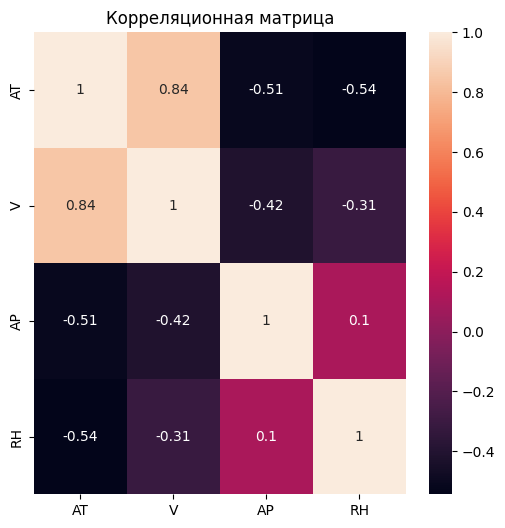 Корреляционная матрица
AT 1 0.84 -0.51 -0.54
V 0.84 1 -0.42 -0.31
AP -0.51 -0.42 1 0.1
RH -0.54 -0.31 0.1 1
AT V AP RH
1.0
0.8
0.6
0.4
0.2
0.0
-0.2
-0.4